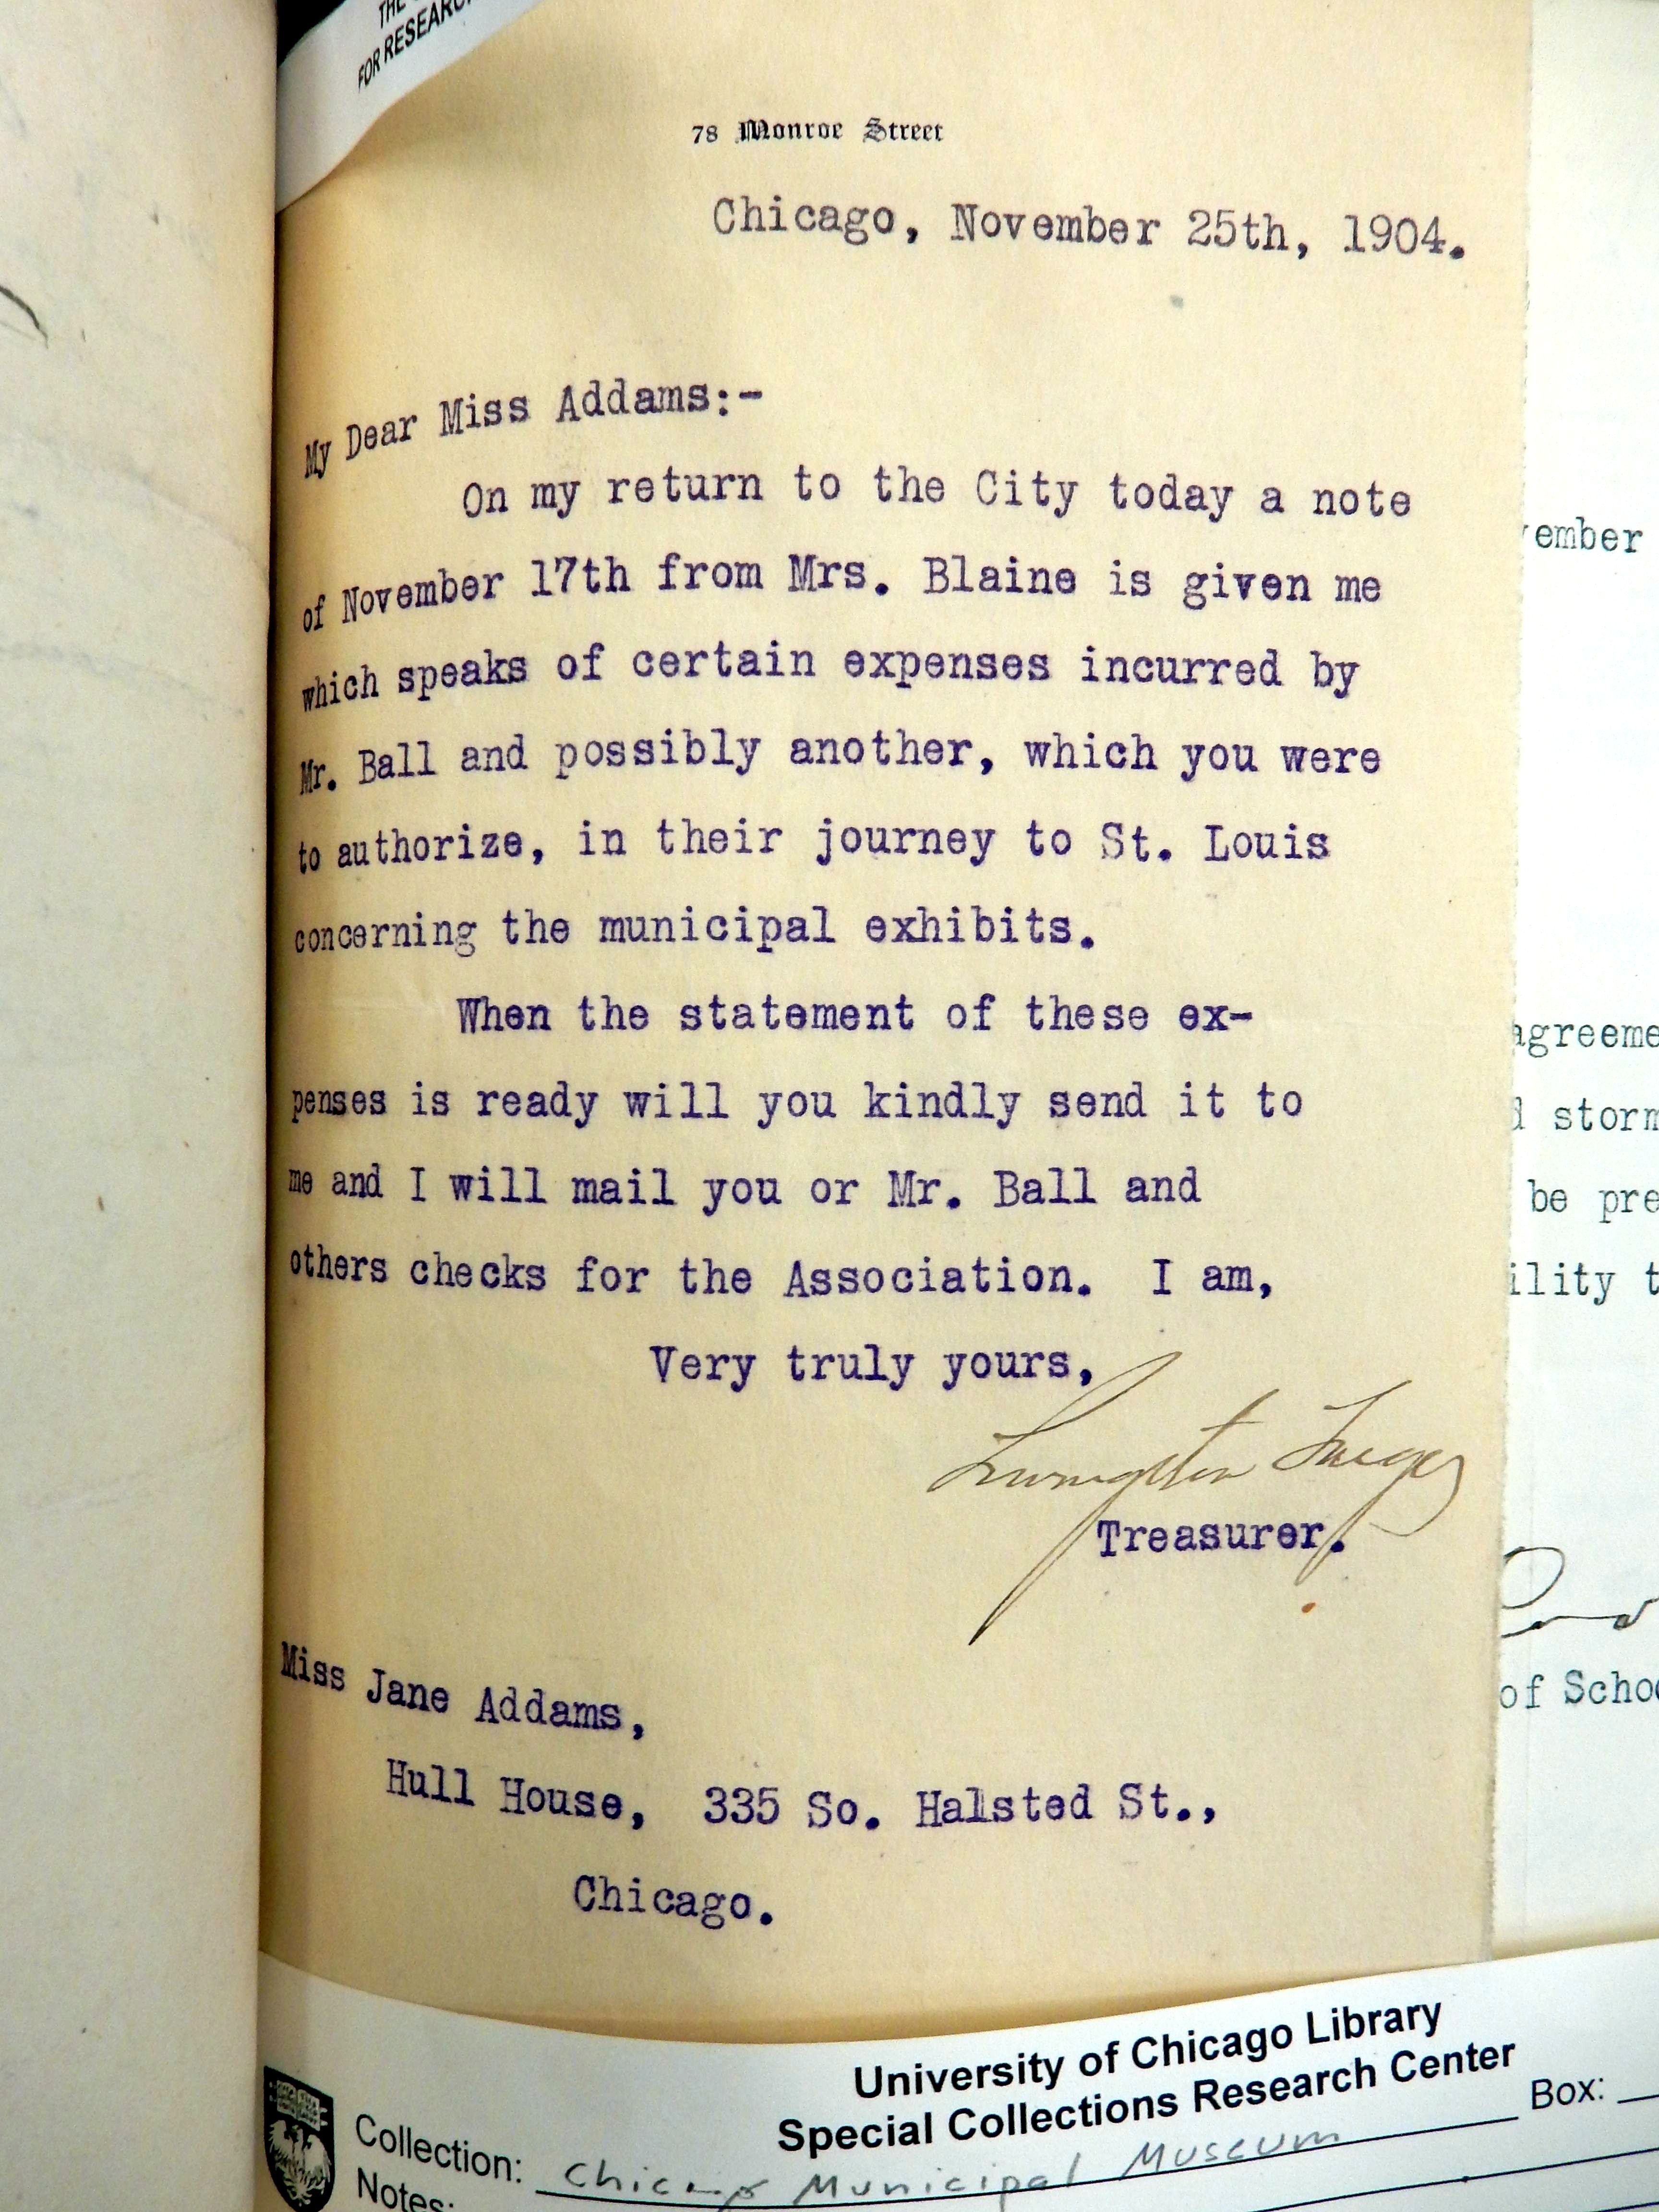 THE
FOR RESEARC
78 Monroe Street
Chicago, November 25th, 1904.
My Dear Miss Addams:-
On my return to the City today a note
of November 17th from Mrs. Blaine is given me
which speaks of certain expenses incurred by
Mr. Ball and possibly another, which you were
to authorize, in their journey to St. Louis
concerning the municipal exhibits.
When the statement of these ex-
penses is ready will you kindly send it to
me and I will mail you or Mr. Ball and
others checks for the Association. I am,
Very truly yours,
Treasurer.
Miss Jane Addams,
Hull House, 335 So. Halsted St.,
Chicago.
ember
agreeme
storm
be pre
ility t
of Schoo
University of Chicago Library
Special Collections Research Center
Collection: Chicago Municipal Museum Box:
Notes: